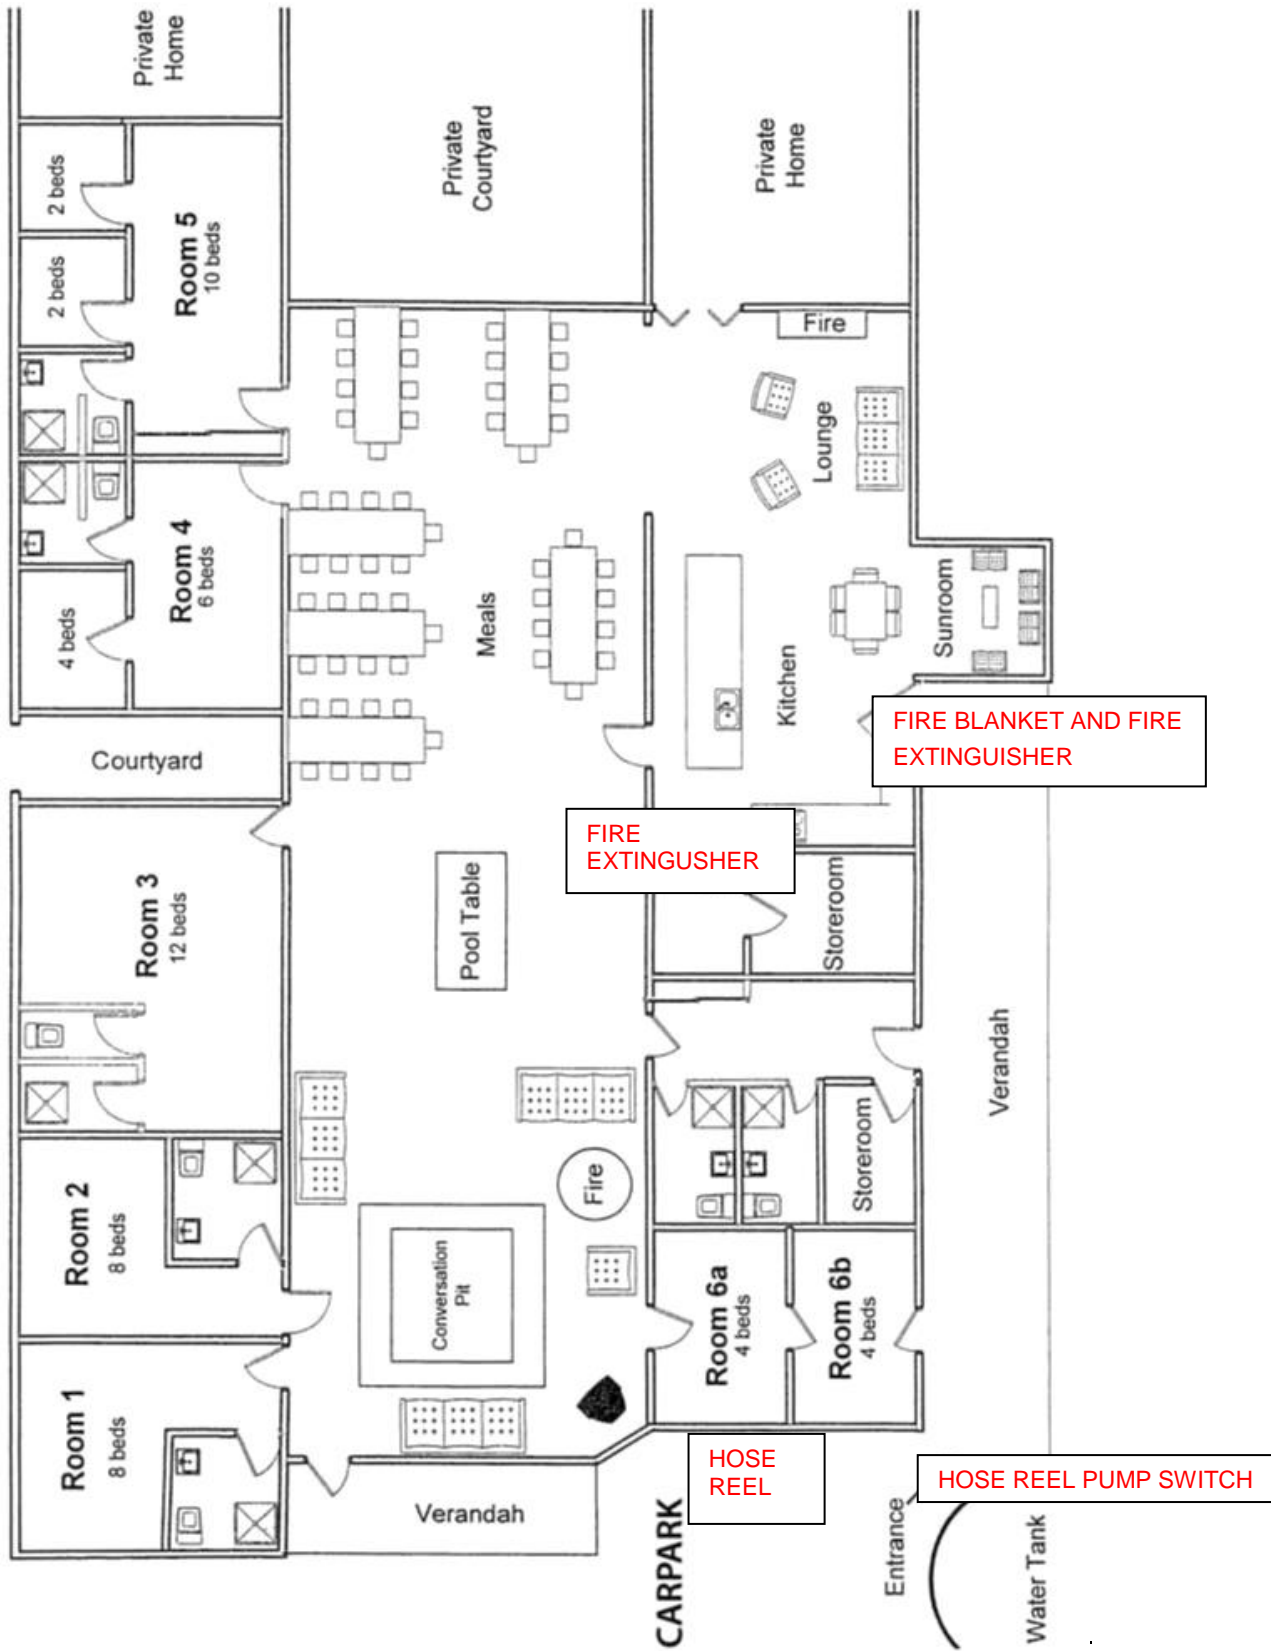 Private
Home
Private
Courtyard
Private
Home
2 beds
2 beds
Room 5
10 beds
Fire
Lounge
Room 4
6 beds
4 beds
Meals
Kitchen
Sunroom
FIRE BLANKET AND FIRE
EXTINGUISHER
Courtyard
FIRE
EXTINGUSHER
Room 3
12 beds
Pool Table
Storeroom
Verandah
Room 2
8 beds
Fire
Storeroom
Conversation
Pit
Room 6a
4 beds
Room 6b
4 beds
Room 1
8 beds
HOSE
REEL
HOSE REEL PUMP SWITCH
Verandah
CARPARK
Entrance
Water Tank